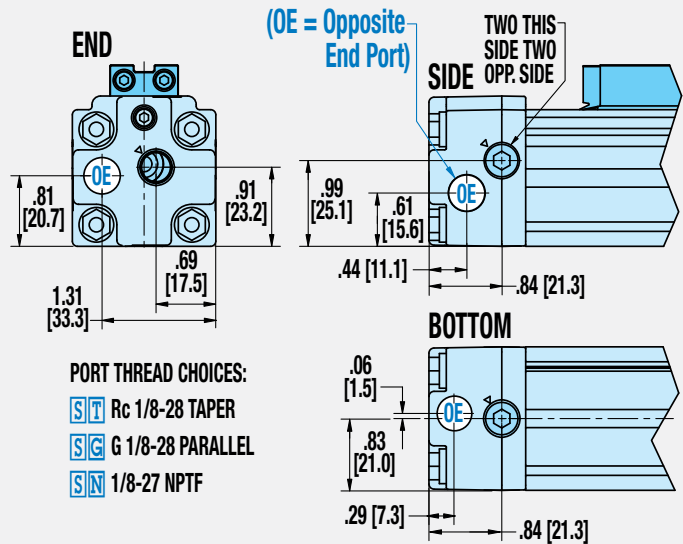 END
(OE = Opposite
End Port)
TWO THIS
SIDE TWO
OPP. SIDE
SIDE
OE
.81
[20.7]
.91
[23.2]
.69
[17.5]
1.31
[33.3]
OE
.99
[25.1]
.61
[15.6]
.44 [11.1]
.84 [21.3]
BOTTOM
PORT THREAD CHOICES:
ST Rc 1/8-28 TAPER
SG G 1/8-28 PARALLEL
SN 1/8-27 NPTF
.06
[1.5]
OE
.83
[21.0]
.29 [7.3]
.84 [21.3]